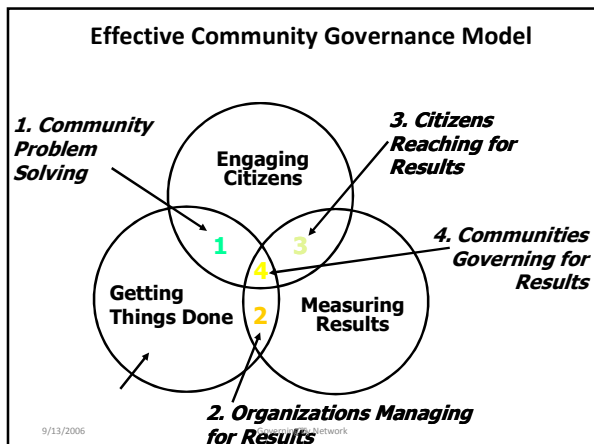 Effective Community Governance Model
1. Community
Problem
Solving
3. Citizens
Reaching for
Results
Engaging
Citizens
1
3
4. Communities
Governing for
Results
4
Getting
Things Done
2
Measuring
Results
2. Organizations Managing
for Results
9/13/2006
Network